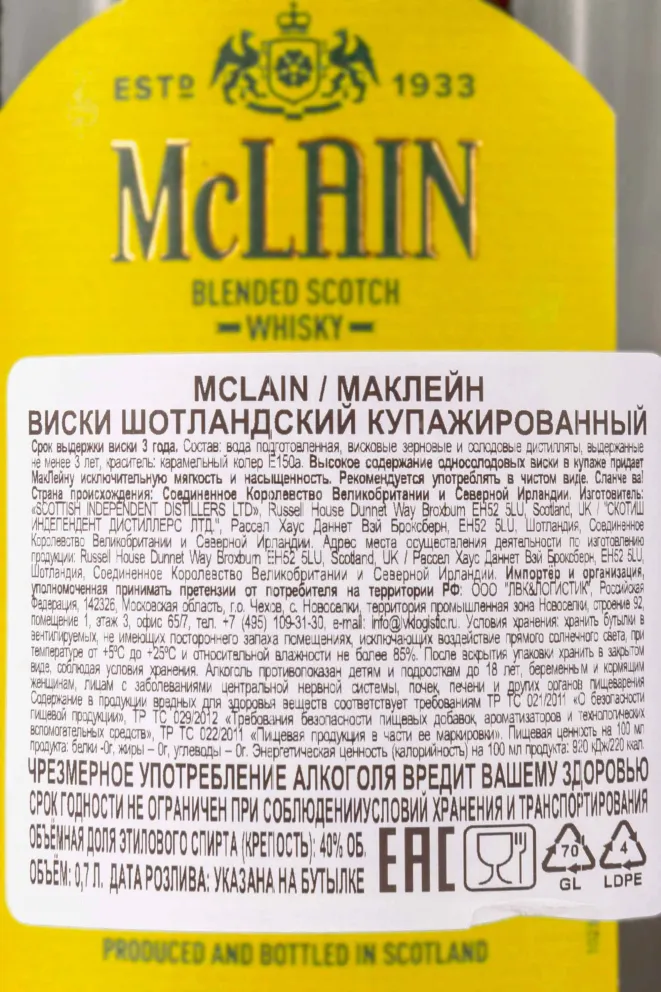 ESTD 1933
McLAIN
BLENDED SCOTCH
WHISKY
MCLAIN / МАКЛЕЙН
ВИСКИ ШОТЛАНДСКИЙ КУПАЖИРОВАННЫЙ
Срок выдержки виски 3 года. Состав: вода подготовленная, висковые зерновые и солодовые дистилляты, выдержанные
не менее 3 лет, краситель: карамельный колер Е150а. Высокое содержание односолодовых виски в купаже придает
МакЛейну исключительную мягкость и насыщенность. Рекомендуется употреблять в чистом виде. Сланче ва!
Страна происхождения: Соединенное Королевство Великобритании и Северной Ирландии. Изготовитель:
«SCOTTISH INDEPENDENT DISTILLERS LTD», Russell House Dunnet Way Broxburn EH52 5LU, Scotland, UK / "СКОТИШ
ИНДЕПЕНДЕНТ ДИСТИЛЛЕРС ЛТД.", Рассел Хаус Даннет Вэй Броксберн, EH52 5LU, Шотландия, Соединенное
Королевство Великобритании и Северной Ирландии. Адрес места осуществления деятельности по изготовлению
продукции: Russell House Dunnet Way Broxburn EH52 5LU, Scotland, UK / Рассел Хаус Даннет Вэй Броксберн, EH52 5LU,
Шотландия, Соединенное Королевство Великобритании и Северной Ирландии. Импортер и организация,
уполномоченная принимать претензии от потребителя на территории РФ: ООО "ЛВК&ЛОГИСТИК", Российская
Федерация, 142326, Московская область, г.о. Чехов, с. Новоселки, территория промышленная зона Новоселки, строение 92,
помещение 1, этаж 3, офис 65/7, тел. +7 (495) 109-31-30, e-mail: info@lvklogistic.ru. Условия хранения: хранить бутылки в
вентилируемых, не имеющих постороннего запаха помещениях, исключающих воздействие прямого солнечного света, при
температуре от +5°С до +25°С и относительной влажности не более 85%. После вскрытия упаковки хранить в закрытом
виде, соблюдая условия хранения. Алкоголь противопоказан детям и подросткам до 18 лет, беременным и кормящим
женщинам, лицам с заболеваниями центральной нервной системы, почек, печени и других органов пищеварения
Содержание в продукции вредных для здоровья веществ соответствует требованиям ТР ТС 021/2011 «О безопасности
пищевой продукции», ТР ТС 029/2012 «Требования безопасности пищевых добавок, ароматизаторов и технологических
вспомогательных средств», ТР ТС 022/2011 «Пищевая продукция в части ее маркировки». Пищевая ценность на 100 мл
продукта: белки -0г, жиры – 0г, углеводы – 0г. Энергетическая ценность (калорийность) на 100 мл продукта: 920 кДж/220 ккал.
ЧРЕЗМЕРНОЕ УПОТРЕБЛЕНИЕ АЛКОГОЛЯ ВРЕДИТ ВАШЕМУ ЗДОРОВЬЮ
СРОК ГОДНОСТИ НЕ ОГРАНИЧЕН ПРИ СОБЛЮДЕНИИУСЛОВИЙ ХРАНЕНИЯ И ТРАНСПОРТИРОВАНИЯ
ОБЪЁМНАЯ ДОЛЯ ЭТИЛОВОГО СПИРТА (КРЕПОСТЬ): 40% ОБ.
ОБЪЁМ: 0,7 Л. ДАТА РОЗЛИВА: УКАЗАНА НА БУТЫЛКЕ
EAC
70
GL
4
LDPE
PRODUCED AND BOTTLED IN SCOTLAND